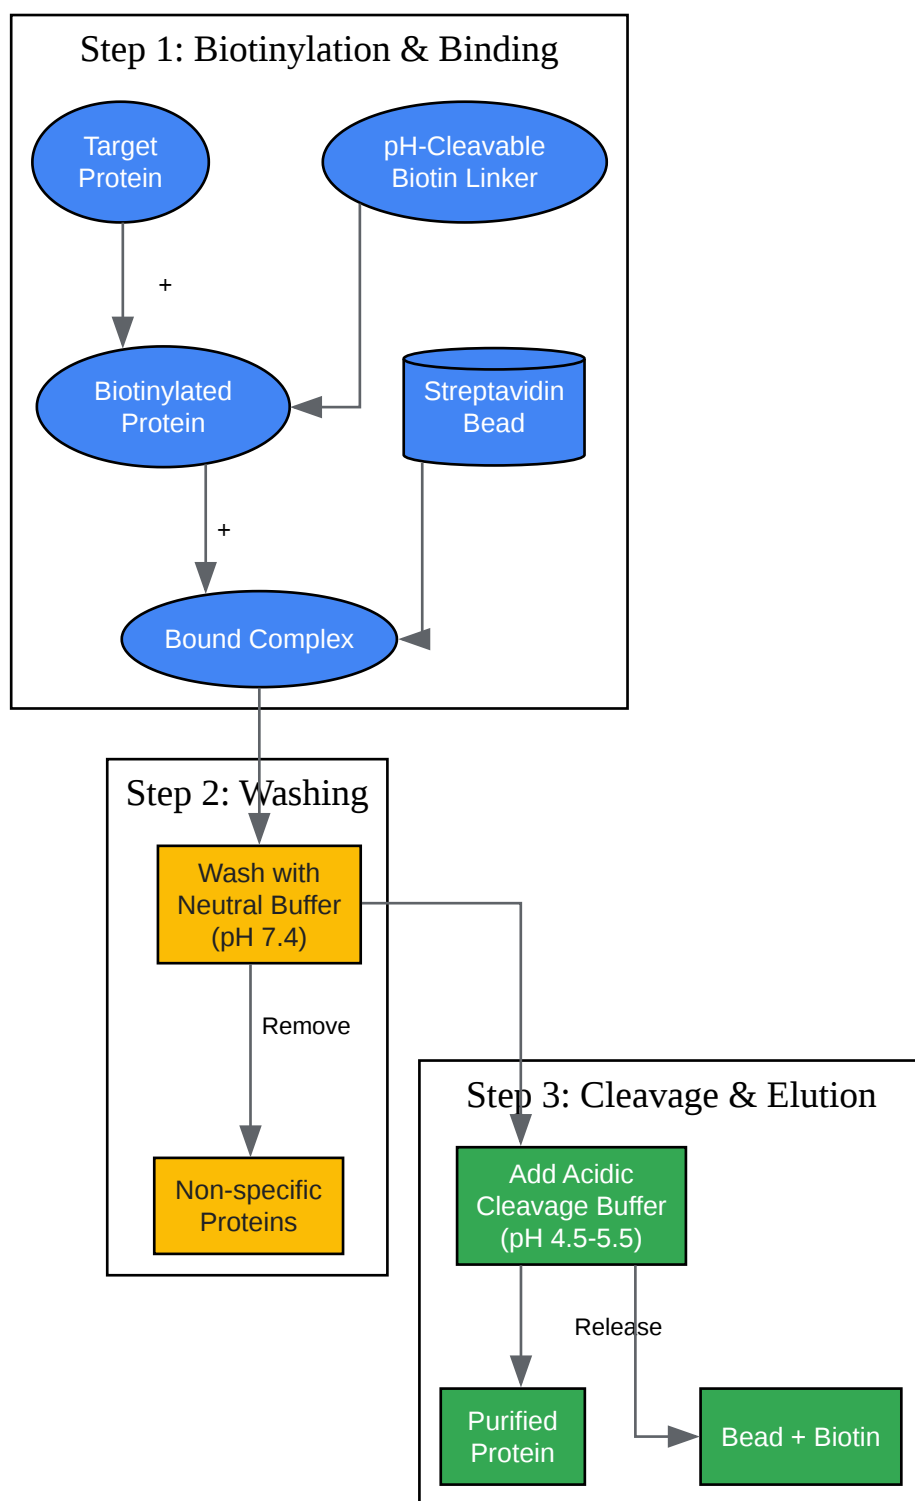 Step 1: Biotinylation & Binding
Target
Protein
pH-Cleavable
Biotin Linker
+
Biotinylated
Protein
Streptavidin
Bead
+
Bound Complex
Step 2: Washing
Wash with
Neutral Buffer
(pH 7.4)
Remove
Non-specific
Proteins
Step 3: Cleavage & Elution
Add Acidic
Cleavage Buffer
(pH 4.5-5.5)
Release
Purified
Protein
Bead + Biotin